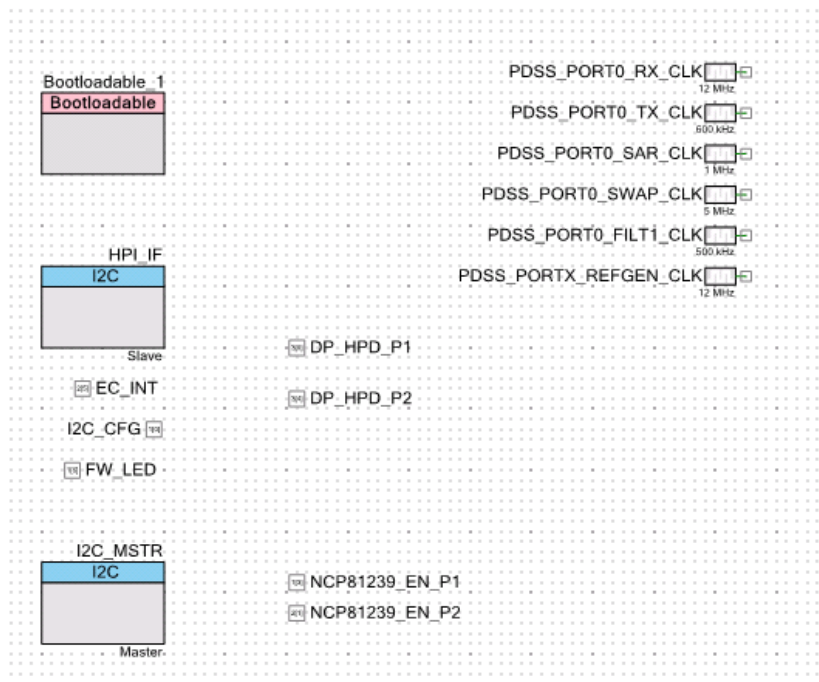 Bootloadable_1
Bootloadable
PDSS_PORT0_RX_CLK
12 MHz
PDSS_PORT0_TX_CLK
600 kHz
PDSS_PORT0_SAR_CLK
1 MHz
PDSS_PORT0_SWAP_CLK
5 MHz
PDSS_PORT0_FILT1_CLK
500 kHz
PDSS_PORTX_REFGEN_CLK
12 MHz
HPI_IF
I2C
Slave
EC_INT
I2C_CFG
FW_LED
DP_HPD_P1
DP_HPD_P2
I2C_MSTR
I2C
Master
NCP81239_EN_P1
NCP81239_EN_P2